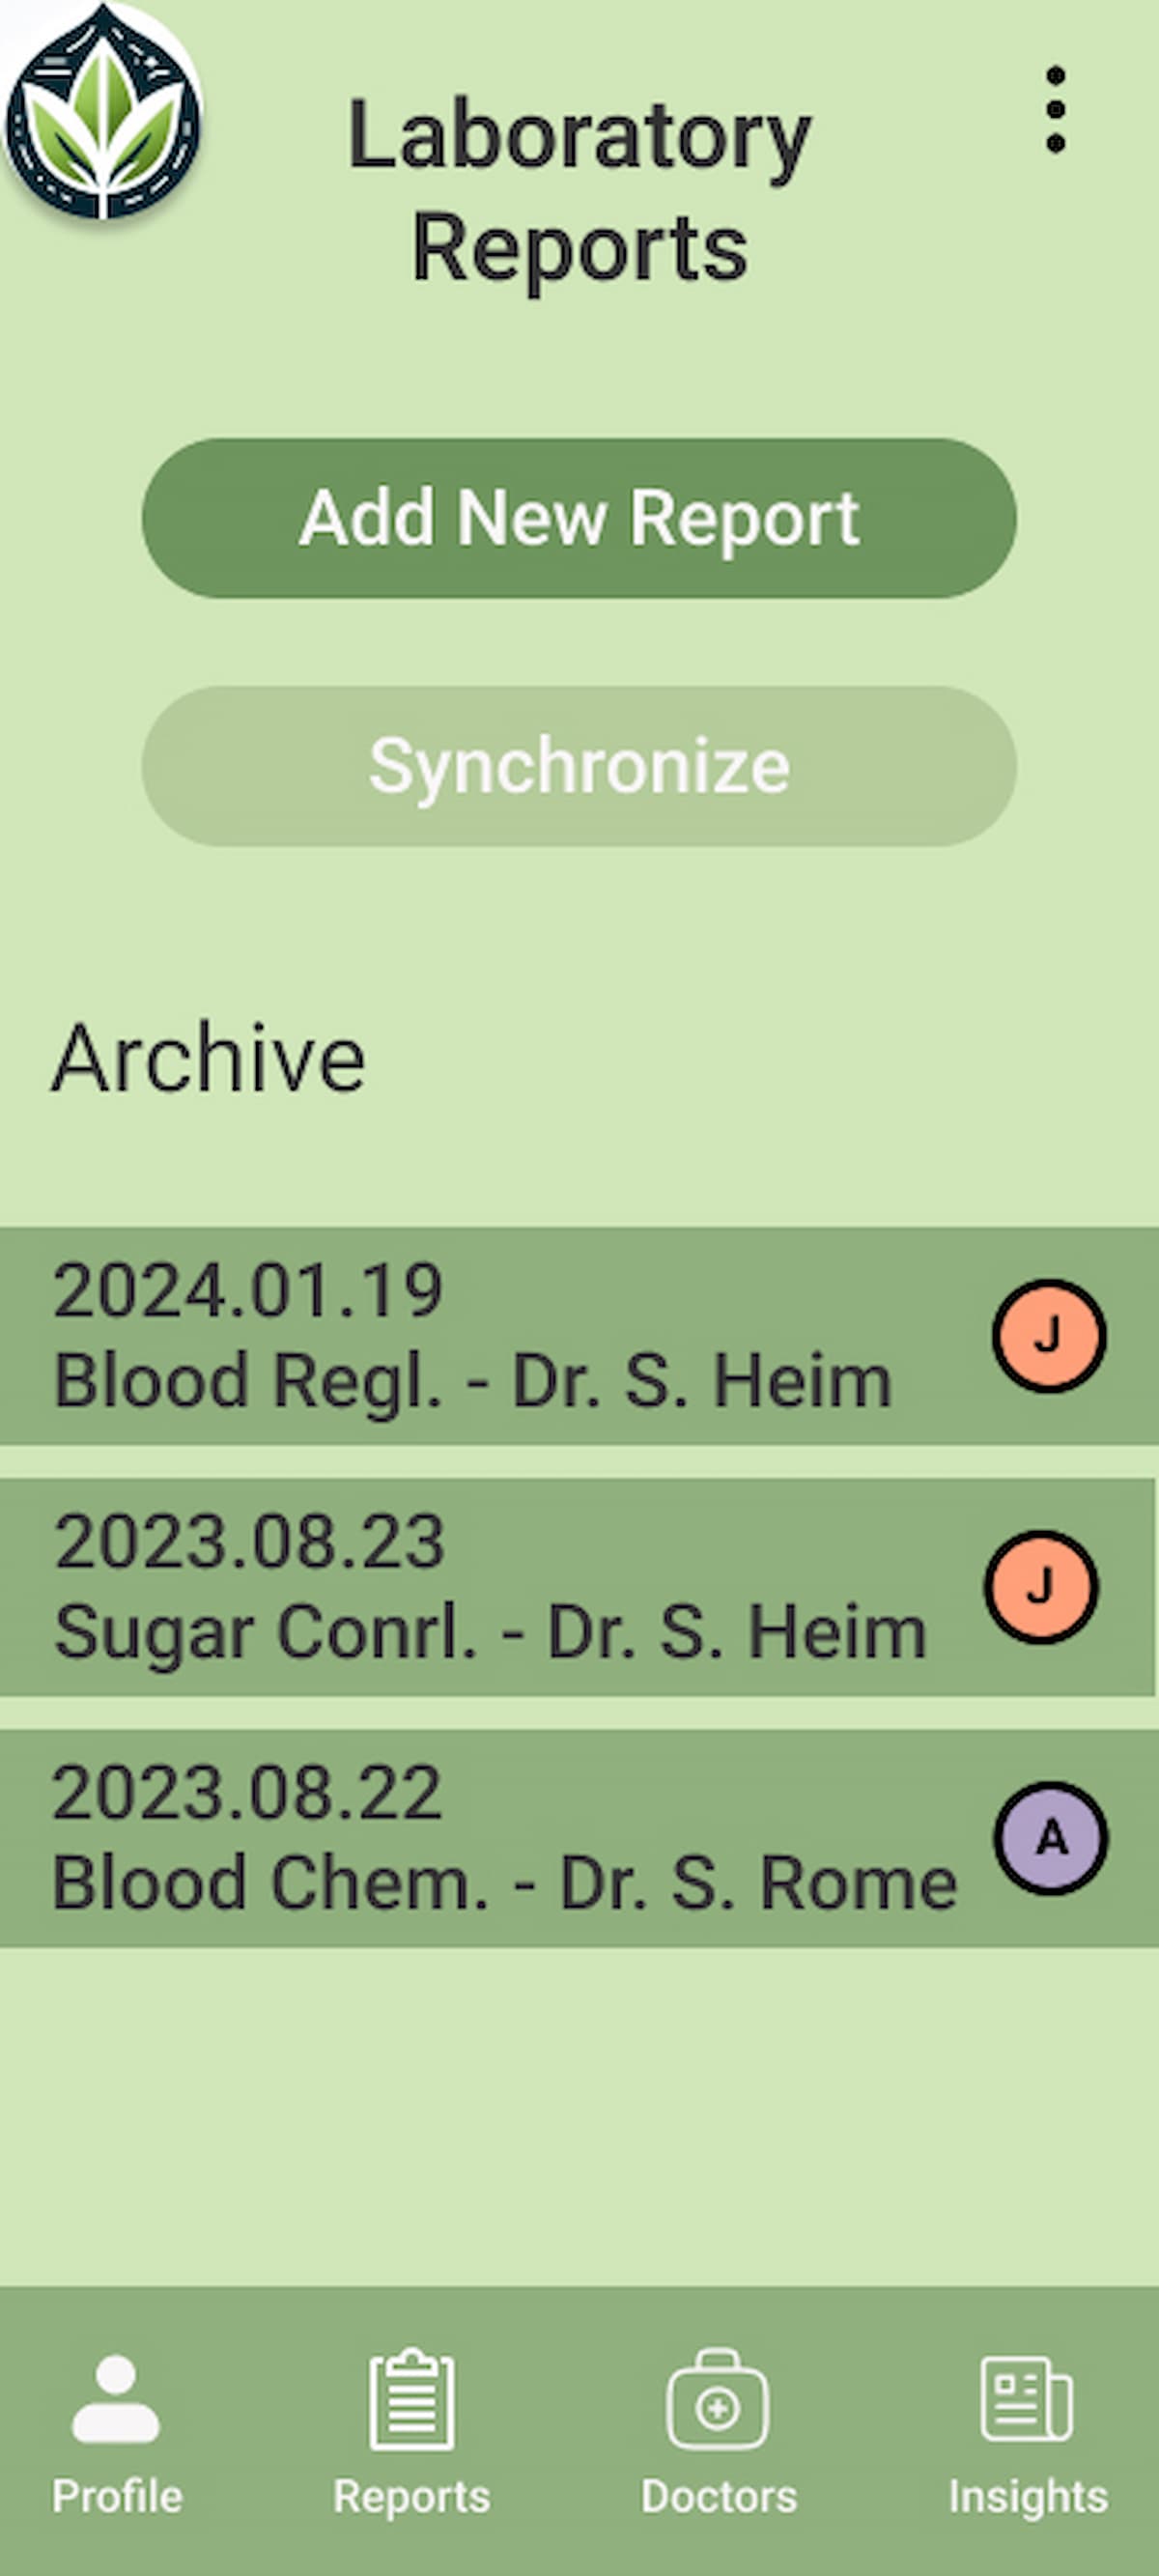 Laboratory
Reports
Add New Report
Synchronize
Archive
2024.01.19
Blood Regl. - Dr. S. Heim
J
2023.08.23
Sugar Conrl. - Dr. S. Heim
J
2023.08.22
Blood Chem. - Dr. S. Rome
A
Profile
Reports
Doctors
Insights